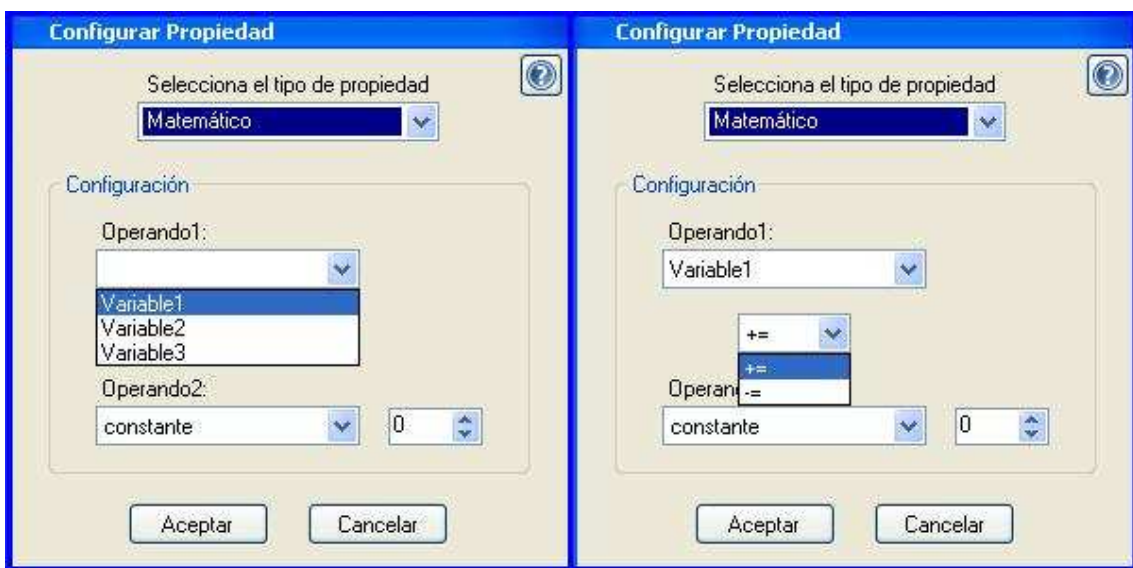 Configurar Propiedad
Selecciona el tipo de propiedad
Matemático
Configuración
Operando1:
Variable1
Variable2
Variable3
Operando2:
constante 0
Aceptar Cancelar
Configurar Propiedad
Selecciona el tipo de propiedad
Matemático
Configuración
Operando1:
Variable1
+=
+=
-=
Operan
constante 0
Aceptar Cancelar